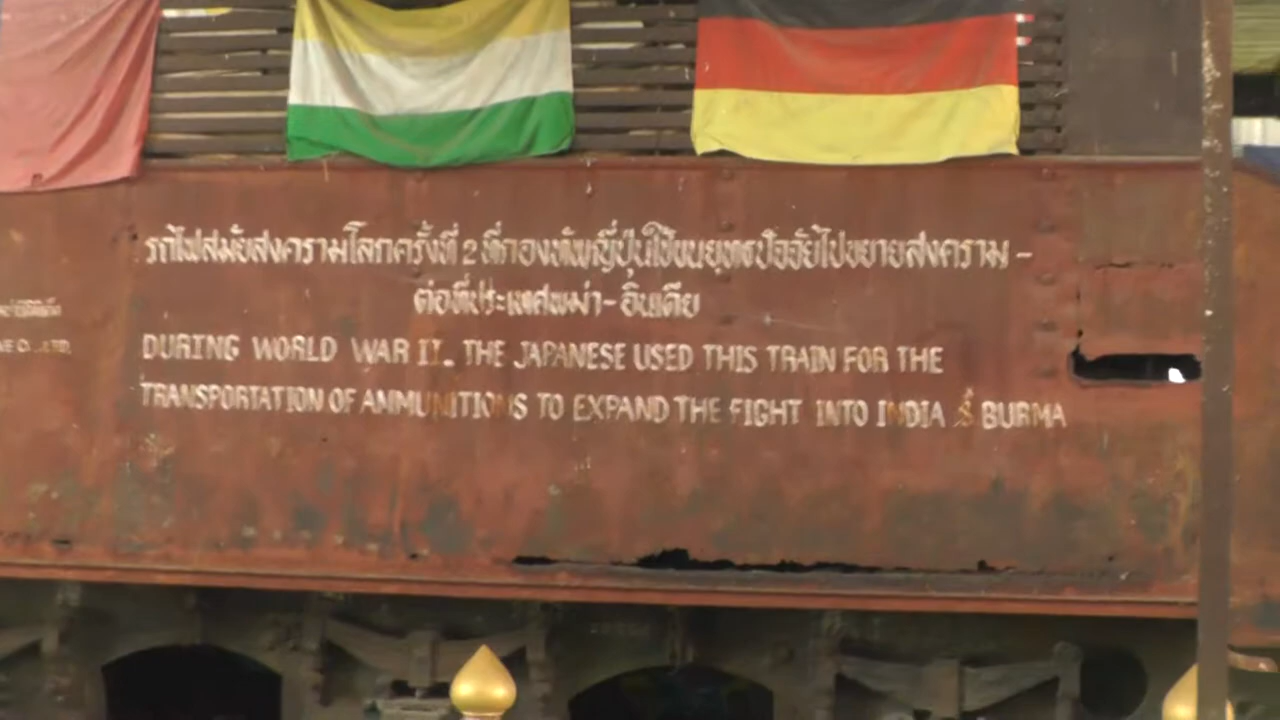 รถไฟสมัยสงครามโลกครั้งที่ 2 ที่กองทัพญี่ปุ่นใช้ขนยุทธปัจจัยไปขยายสงคราม -
ต่อที่ประเทศพม่า - อินเดีย
DURING WORLD WAR II. THE JAPANESE USED THIS TRAIN FOR THE
TRANSPORTATION OF AMMUNITIONS TO EXPAND THE FIGHT INTO INDIA & BURMA